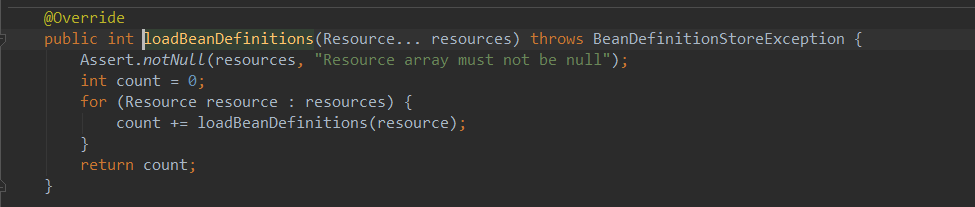 @Override
public int loadBeanDefinitions(Resource... resources) throws BeanDefinitionStoreException {
    Assert.notNull(resources, "Resource array must not be null");
    int count = 0;
    for (Resource resource : resources) {
        count += loadBeanDefinitions(resource);
    }
    return count;
}